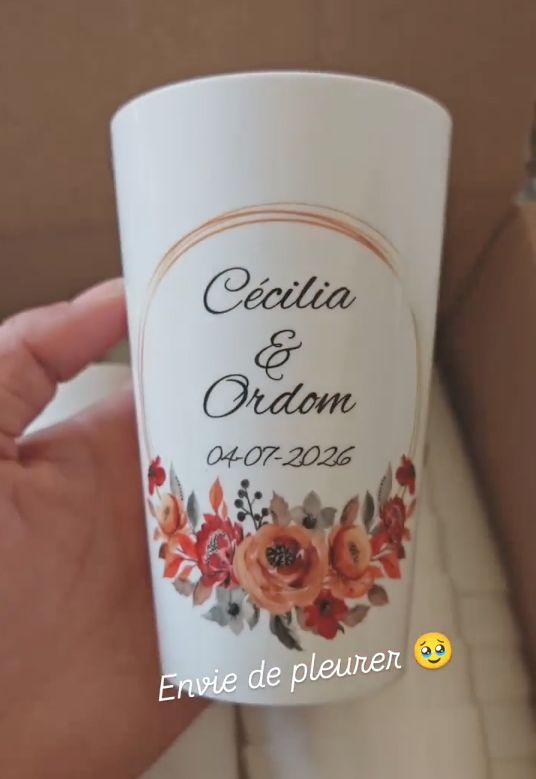 Cécilia
&
Ordom
04-07-2026
Envie de pleurer 🥹